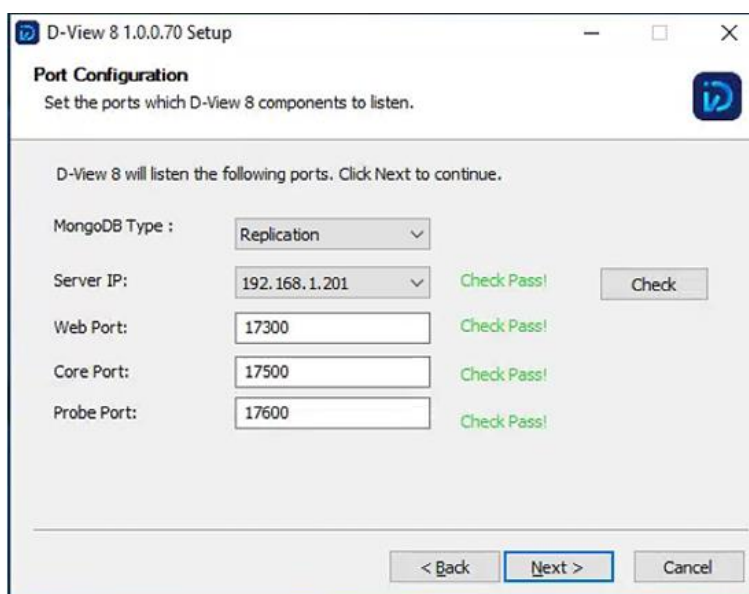 D-View 8 1.0.0.70 Setup
Port Configuration
Set the ports which D-View 8 components to listen.
D-View 8 will listen the following ports. Click Next to continue.
MongoDB Type : Replication
Server IP: 192.168.1.201 Check Pass! Check
Web Port: 17300 Check Pass!
Core Port: 17500 Check Pass!
Probe Port: 17600 Check Pass!
< Back Next > Cancel